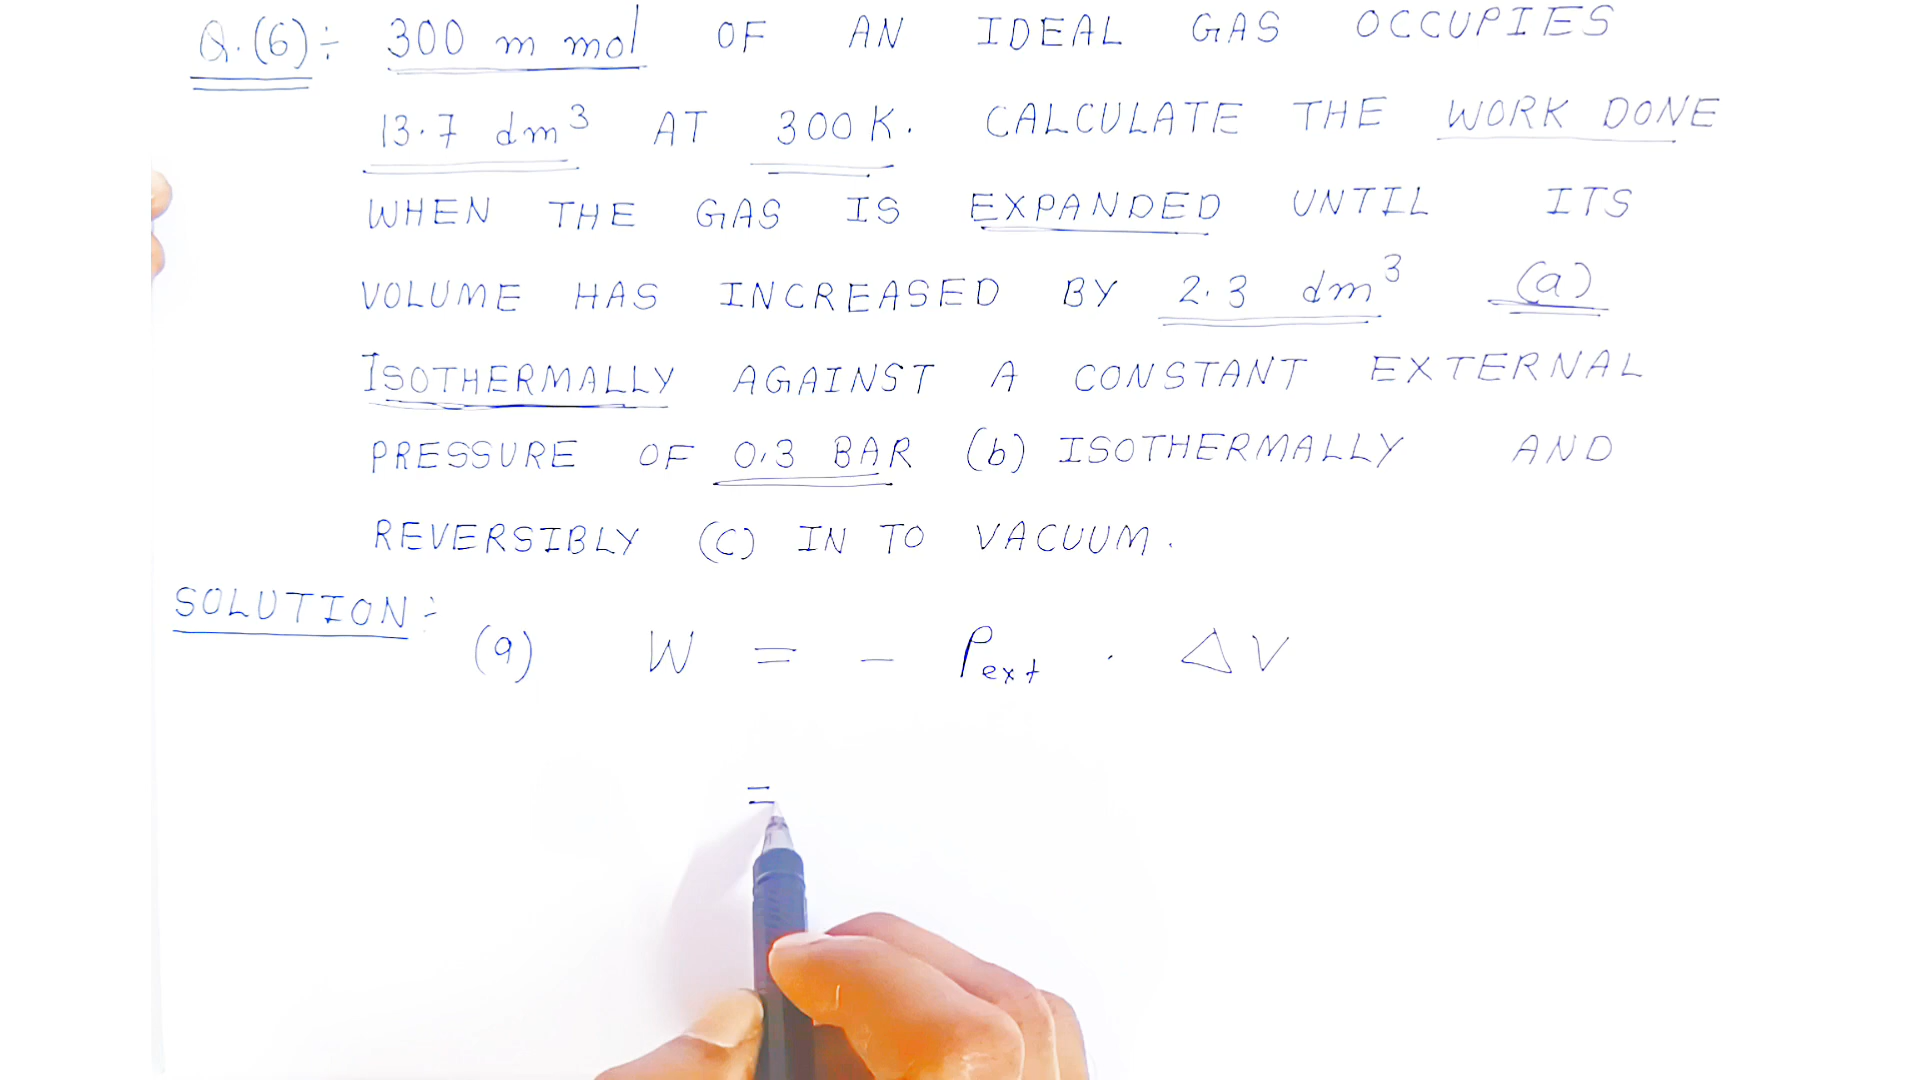 Q.(6)÷ 300 m mol OF AN IDEAL GAS OCCUPIES
13.7 dm³ AT 300K. CALCULATE THE WORK DONE
WHEN THE GAS IS EXPANDED UNTIL ITS
VOLUME HAS INCREASED BY 2.3 dm³ (a)
ISOTHERMALLY AGAINST A CONSTANT EXTERNAL
PRESSURE OF 0.3 BAR (b) ISOTHERMALLY AND
REVERSIBLY (C) IN TO VACUUM.
SOLUTION:-
(a) W = - Pext . ΔV
=